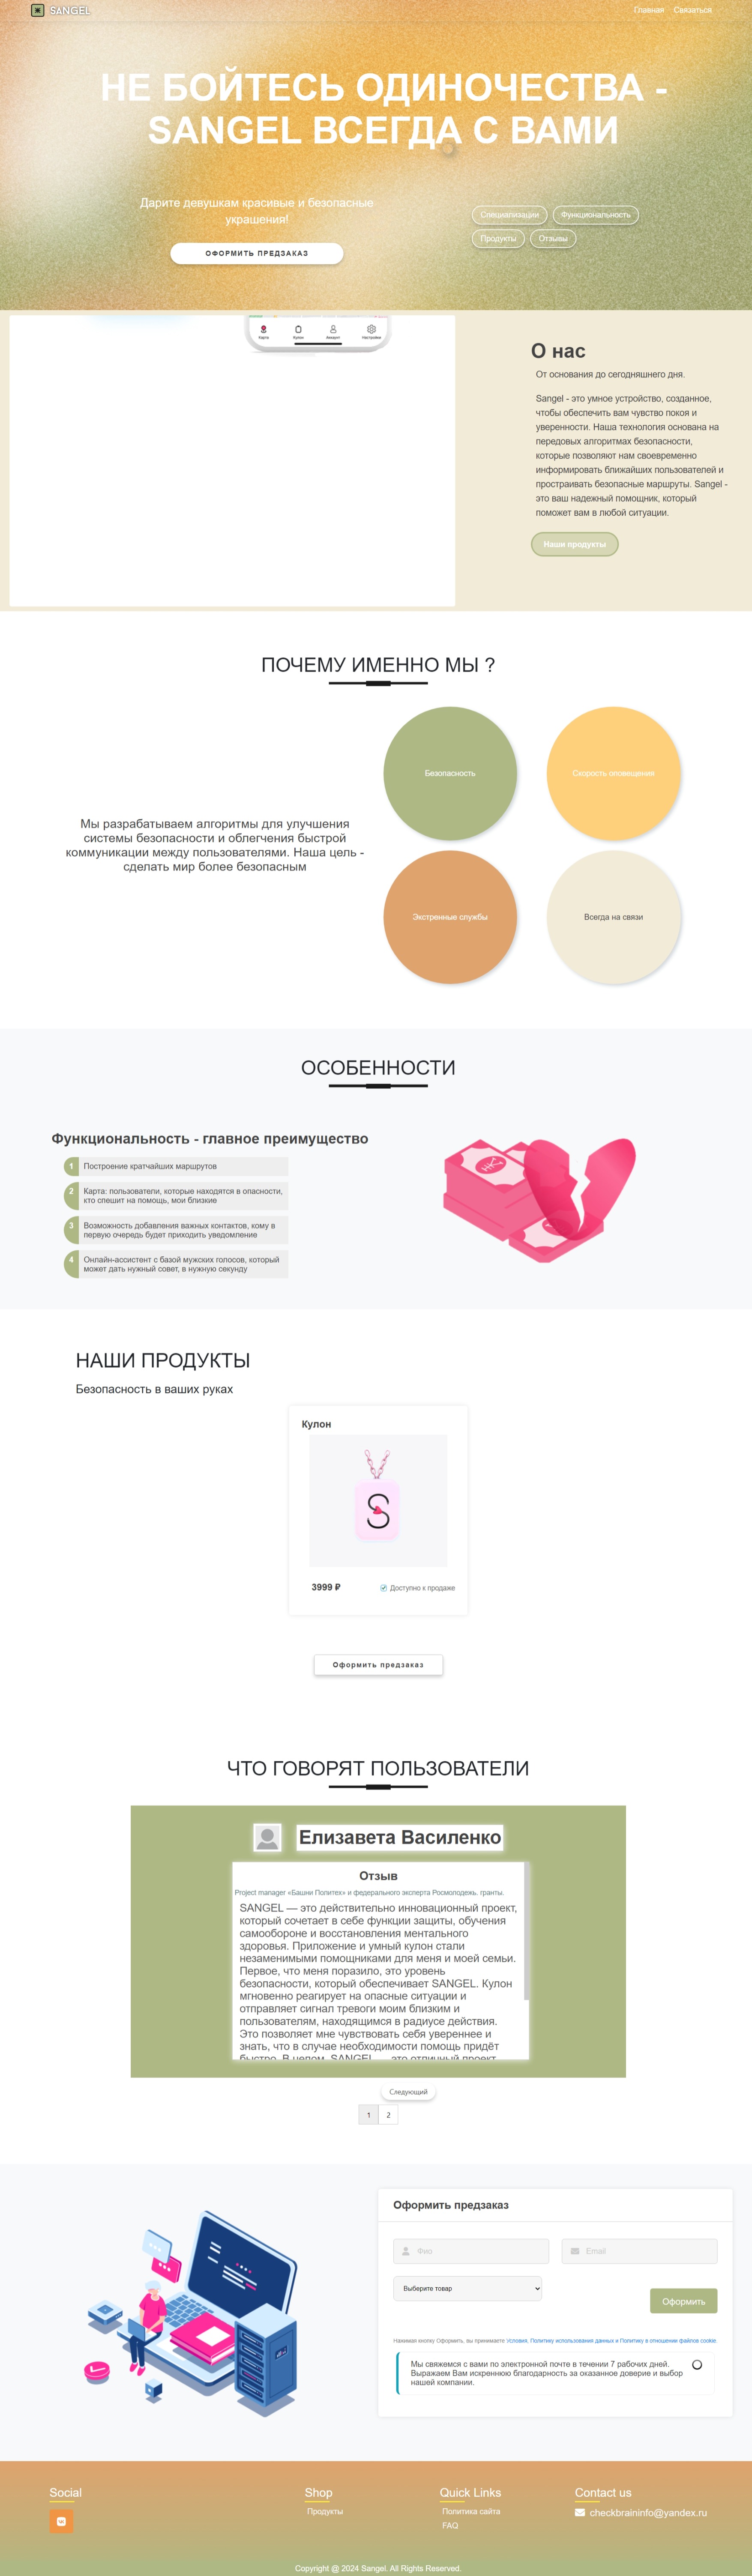 SANGEL
Главная Связаться
НЕ БОЙТЕСЬ ОДИНОЧЕСТВА -
SANGEL ВСЕГДА С ВАМИ
Дарите девушкам красивые и безопасные
украшения!
ОФОРМИТЬ ПРЕДЗАКАЗ
Специализации Функциональность
Продукты Отзывы
Карта Кулон Аккаунт Настройки
О нас
От основания до сегодняшнего дня.
Sangel - это умное устройство, созданное,
чтобы обеспечить вам чувство покоя и
уверенности. Наша технология основана на
передовых алгоритмах безопасности,
которые позволяют нам своевременно
информировать ближайших пользователей и
простраивать безопасные маршруты. Sangel -
это ваш надежный помощник, который
поможет вам в любой ситуации.
Наши продукты
ПОЧЕМУ ИМЕННО МЫ ?
Мы разрабатываем алгоритмы для улучшения
системы безопасности и облегчения быстрой
коммуникации между пользователями. Наша цель -
сделать мир более безопасным
Безопасность
Скорость оповещения
Экстренные службы
Всегда на связи
ОСОБЕННОСТИ
Функциональность - главное преимущество
1 Построение кратчайших маршрутов
2 Карта: пользователи, которые находятся в опасности,
кто спешит на помощь, мои близкие
3 Возможность добавления важных контактов, кому в
первую очередь будет приходить уведомление
4 Онлайн-ассистент с базой мужских голосов, который
может дать нужный совет, в нужную секунду
НАШИ ПРОДУКТЫ
Безопасность в ваших руках
Кулон
S
3999 ₽
Доступно к продаже
Оформить предзаказ
ЧТО ГОВОРЯТ ПОЛЬЗОВАТЕЛИ
Елизавета Василенко
Отзыв
Project manager «Башни Политех» и федерального эксперта Росмолодежь. гранты.
SANGEL — это действительно инновационный проект,
который сочетает в себе функции защиты, обучения
самообороне и восстановления ментального
здоровья. Приложение и умный кулон стали
незаменимыми помощниками для меня и моей семьи.
Первое, что меня поразило, это уровень
безопасности, который обеспечивает SANGEL. Кулон
мгновенно реагирует на опасные ситуации и
отправляет сигнал тревоги моим близким и
пользователям, находящимся в радиусе действия.
Это позволяет мне чувствовать себя увереннее и
знать, что в случае необходимости помощь придёт
быстро. В целом, SANGEL — это отличный проект,
Следующий
1 2
Оформить предзаказ
Фио
Email
Выберите товар
Оформить
Нажимая кнопку Оформить, вы принимаете Условия, Политику использования данных и Политику в отношении файлов cookie.
Мы свяжемся с вами по электронной почте в течении 7 рабочих дней.
Выражаем Вам искреннюю благодарность за оказанное доверие и выбор
нашей компании.
Social
Shop
Продукты
Quick Links
Политика сайта
FAQ
Contact us
checkbraininfo@yandex.ru
Copyright @ 2024 Sangel. All Rights Reserved.